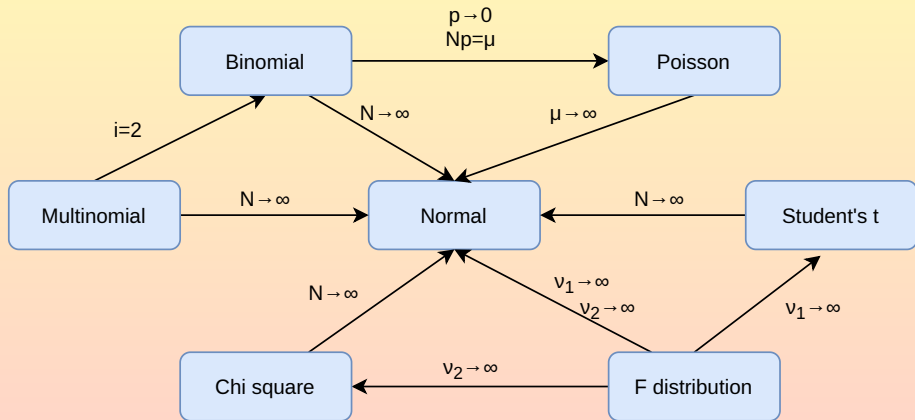 p→0
Np=μ
Binomial
Poisson
N→∞
μ→∞
i=2
Multinomial
N→∞
Normal
N→∞
Student's t
N→∞
ν₁→∞
ν₂→∞
ν₁→∞
Chi square
ν₂→∞
F distribution